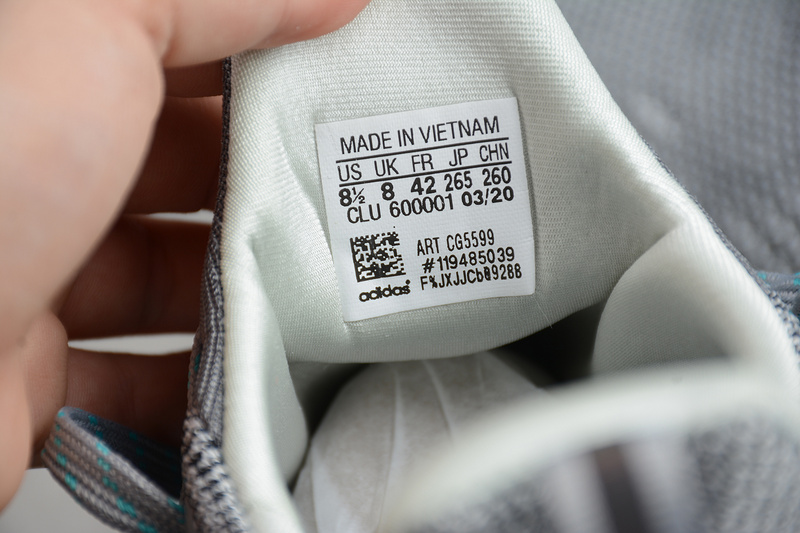 MADE IN VIETNAM
US UK FR JP CHN
8½ 8 42 265 260
CLU 600001 03/20
ART CG5599
#119485039
adidas